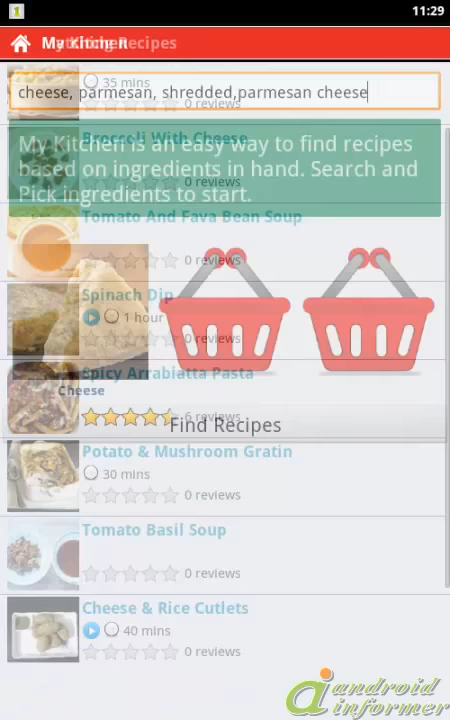 1
11:29
My Kitchen Recipes
35 mins
cheese, parmesan, shredded,parmesan cheese
0 reviews
Broccoli With Cheese
My Kitchen is an easy way to find recipes
based on ingredients in hand. Search and
Pick ingredients to start.
0 reviews
Tomato And Fava Bean Soup
0 reviews
Spinach Dip
1 hour
0 reviews
Spicy Arrabiatta Pasta
Cheese
6 reviews
Find Recipes
Potato & Mushroom Gratin
30 mins
0 reviews
Tomato Basil Soup
0 reviews
Cheese & Rice Cutlets
40 mins
0 reviews
android
informer